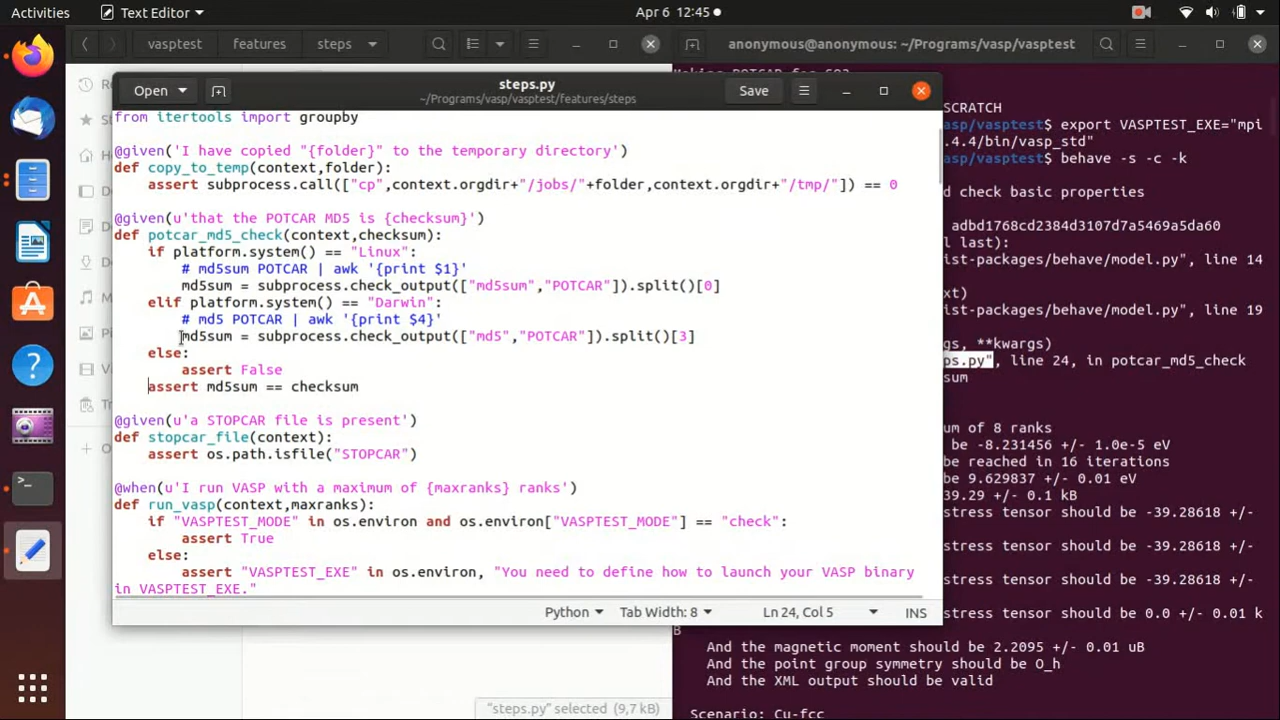 Activities
Text Editor
Apr 6 12:45
vasptest
features
steps
anonymous@anonymous: ~/Programs/vasp/vasptest
Open
steps.py
~/Programs/vasp/vasptest/features/steps
Save
from itertools import groupby
@given('I have copied "{folder}" to the temporary directory')
def copy_to_temp(context,folder):
assert subprocess.call(["cp",context.orgdir+"/jobs/"+folder,context.orgdir+"/tmp/"]) == 0
@given(u'that the POTCAR MD5 is {checksum}')
def potcar_md5_check(context,checksum):
if platform.system() == "Linux":
# md5sum POTCAR | awk '{print $1}'
md5sum = subprocess.check_output(["md5sum","POTCAR"]).split()[0]
elif platform.system() == "Darwin":
# md5 POTCAR | awk '{print $4}'
md5sum = subprocess.check_output(["md5","POTCAR"]).split()[3]
else:
assert False
assert md5sum == checksum
@given(u'a STOPCAR file is present')
def stopcar_file(context):
assert os.path.isfile("STOPCAR")
@when(u'I run VASP with a maximum of {maxranks} ranks')
def run_vasp(context,maxranks):
if "VASPTEST_MODE" in os.environ and os.environ["VASPTEST_MODE"] == "check":
assert True
else:
assert "VASPTEST_EXE" in os.environ, "You need to define how to launch your VASP binary
in VASPTEST_EXE."
Python
Tab Width: 8
Ln 24, Col 5
INS
"steps.py" selected (9,7 kB)
SCRATCH
asp/vasptest$ export VASPTEST_EXE="mpi
.4.4/bin/vasp_std"
asp/vasptest$ behave -s -c -k
d check basic properties
adbd1768cd2384d3107d7a5469da60
l last):
ist-packages/behave/model.py", line 14
xt)
ist-packages/behave/model.py", line 19
gs, **kwargs)
ps.py", line 24, in potcar_md5_check
sum
um of 8 ranks
be -8.231456 +/- 1.0e-5 eV
be reached in 16 iterations
be 9.629837 +/- 0.01 eV
39.29 +/- 0.1 kB
stress tensor should be -39.28618 +/-
stress tensor should be -39.28618 +/-
stress tensor should be -39.28618 +/-
stress tensor should be 0.0 +/- 0.01 k
B
And the magnetic moment should be 2.2095 +/- 0.01 uB
And the point group symmetry should be O_h
And the XML output should be valid
Scenario: Cu-fcc